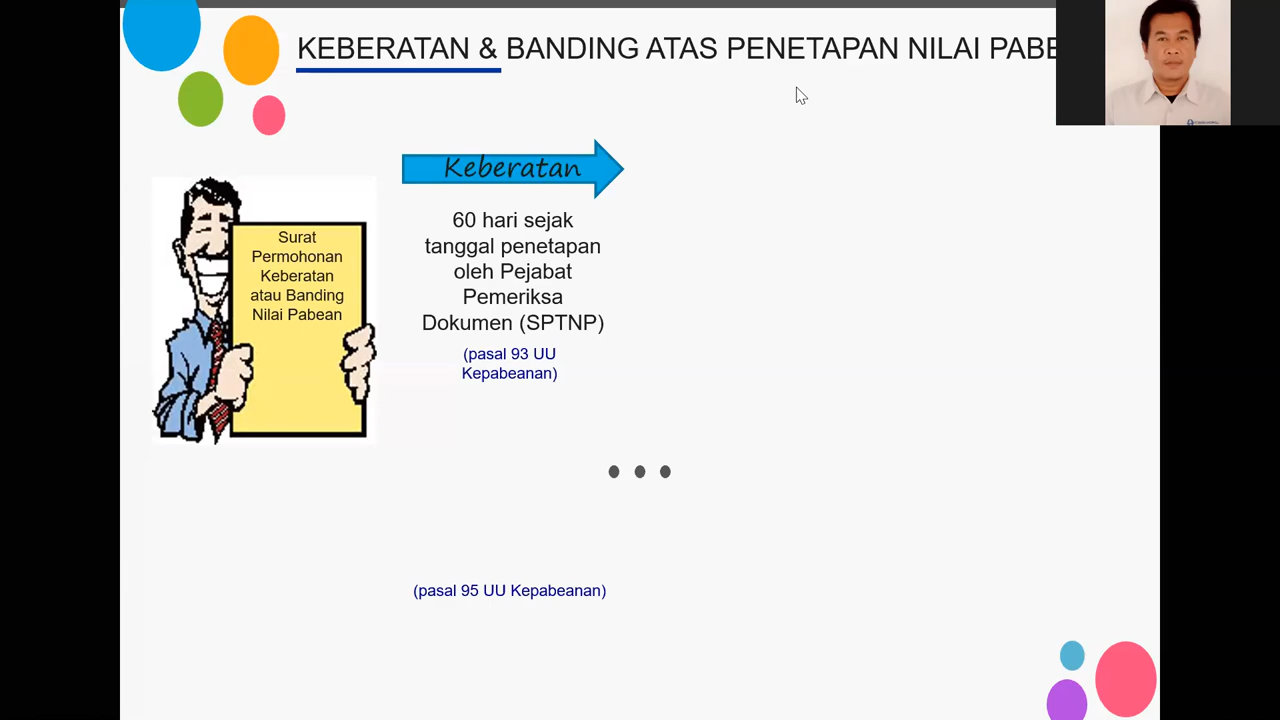 KEBERATAN & BANDING ATAS PENETAPAN NILAI PABE
Keberatan
Surat
Permohonan
Keberatan
atau Banding
Nilai Pabean
60 hari sejak
tanggal penetapan
oleh Pejabat
Pemeriksa
Dokumen (SPTNP)
(pasal 93 UU
Kepabeanan)
(pasal 95 UU Kepabeanan)